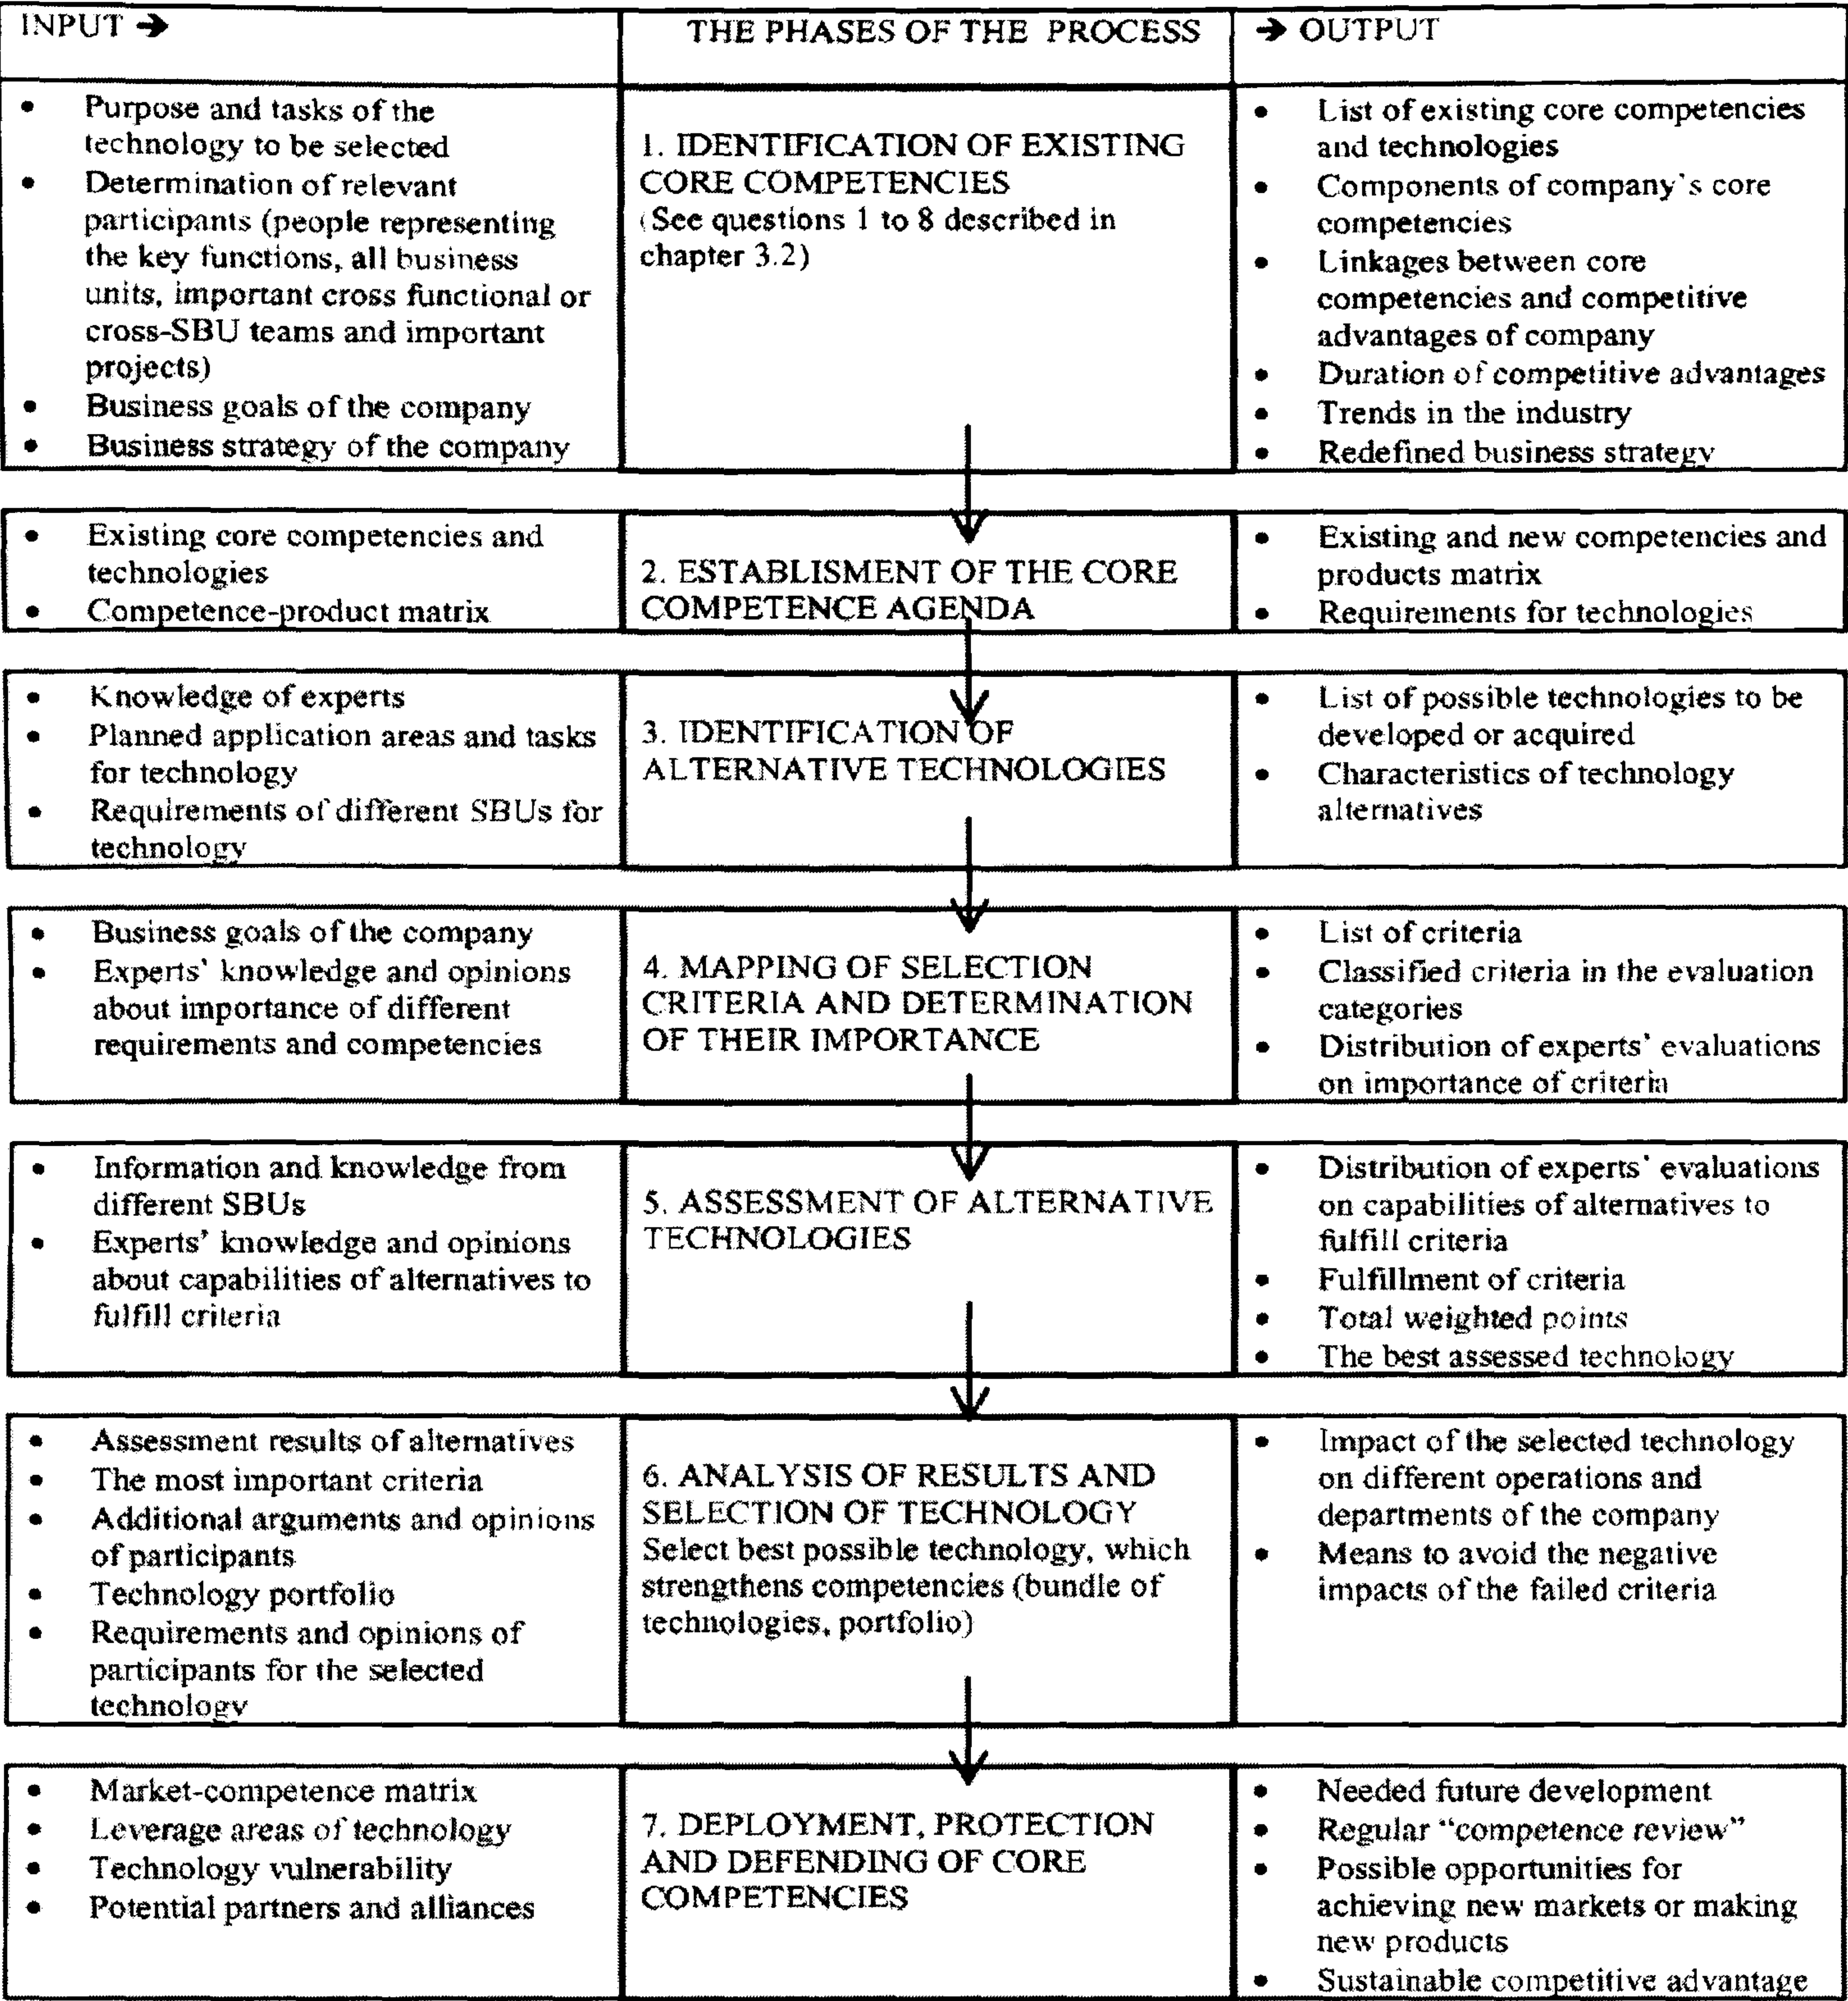 INPUT →
THE PHASES OF THE PROCESS
→ OUTPUT
• Purpose and tasks of the
technology to be selected
• Determination of relevant
participants (people representing
the key functions, all business
units, important cross functional or
cross-SBU teams and important
projects)
• Business goals of the company
• Business strategy of the company
1. IDENTIFICATION OF EXISTING
CORE COMPETENCIES
(See questions 1 to 8 described in
chapter 3.2)
• List of existing core competencies
and technologies
• Components of company's core
competencies
• Linkages between core
competencies and competitive
advantages of company
• Duration of competitive advantages
• Trends in the industry
• Redefined business strategy
• Existing core competencies and
technologies
• Competence-product matrix
2. ESTABLISMENT OF THE CORE
COMPETENCE AGENDA
• Existing and new competencies and
products matrix
• Requirements for technologies
• Knowledge of experts
• Planned application areas and tasks
for technology
• Requirements of different SBUs for
technology
3. IDENTIFICATION OF
ALTERNATIVE TECHNOLOGIES
• List of possible technologies to be
developed or acquired
• Characteristics of technology
alternatives
• Business goals of the company
• Experts' knowledge and opinions
about importance of different
requirements and competencies
4. MAPPING OF SELECTION
CRITERIA AND DETERMINATION
OF THEIR IMPORTANCE
• List of criteria
• Classified criteria in the evaluation
categories
• Distribution of experts' evaluations
on importance of criteria
• Information and knowledge from
different SBUs
• Experts' knowledge and opinions
about capabilities of alternatives to
fulfill criteria
5. ASSESSMENT OF ALTERNATIVE
TECHNOLOGIES
• Distribution of experts' evaluations
on capabilities of alternatives to
fulfill criteria
• Fulfillment of criteria
• Total weighted points
• The best assessed technology
• Assessment results of alternatives
• The most important criteria
• Additional arguments and opinions
of participants
• Technology portfolio
• Requirements and opinions of
participants for the selected
technology
6. ANALYSIS OF RESULTS AND
SELECTION OF TECHNOLOGY
Select best possible technology, which
strengthens competencies (bundle of
technologies, portfolio)
• Impact of the selected technology
on different operations and
departments of the company
• Means to avoid the negative
impacts of the failed criteria
• Market-competence matrix
• Leverage areas of technology
• Technology vulnerability
• Potential partners and alliances
7. DEPLOYMENT, PROTECTION
AND DEFENDING OF CORE
COMPETENCIES
• Needed future development
• Regular "competence review"
• Possible opportunities for
achieving new markets or making
new products
• Sustainable competitive advantage